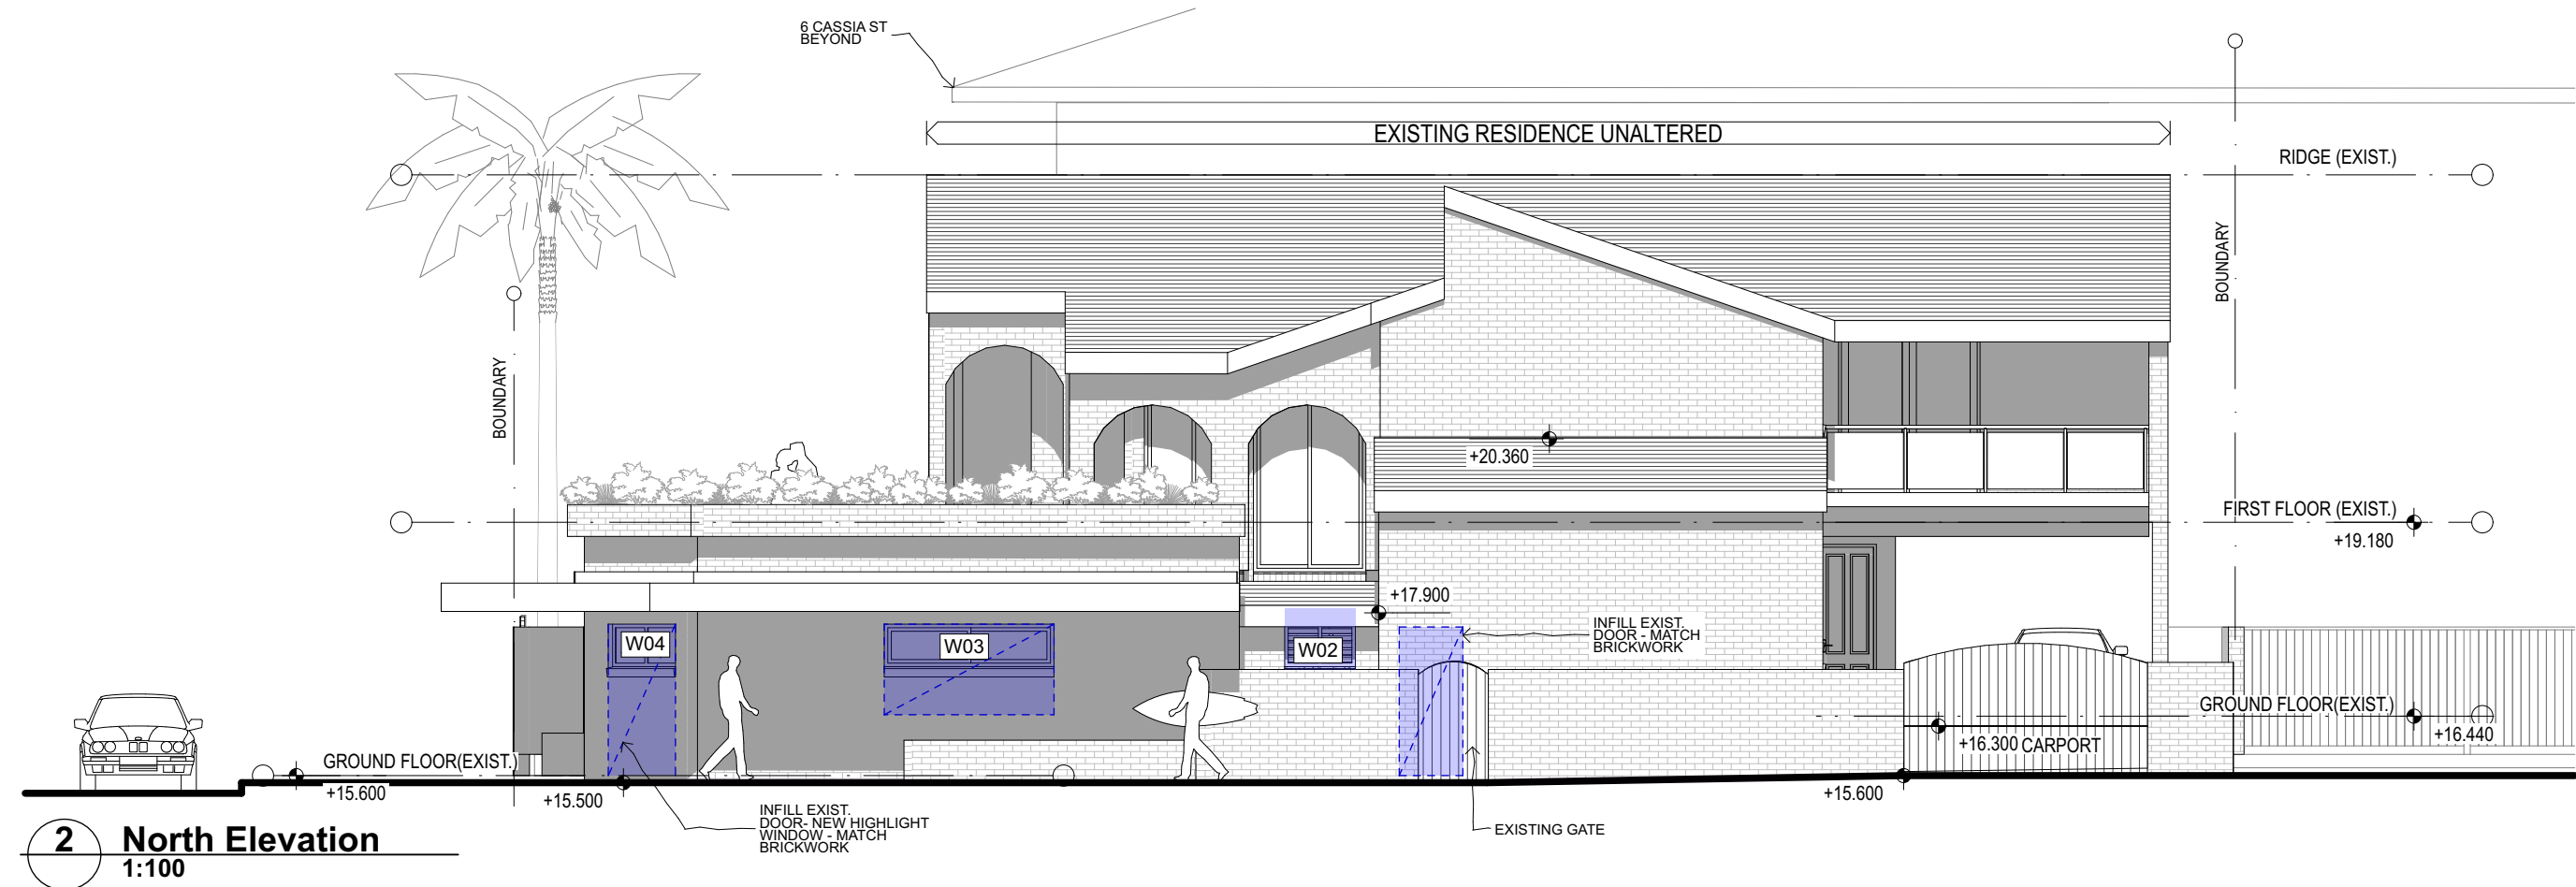 6 CASSIA ST
BEYOND
EXISTING RESIDENCE UNALTERED
RIDGE (EXIST.)
BOUNDARY
BOUNDARY
+20.360
FIRST FLOOR (EXIST.)
+19.180
+17.900
INFILL EXIST.
DOOR - MATCH
BRICKWORK
W04
W03
W02
GROUND FLOOR(EXIST.)
+16.440
+16.300 CARPORT
GROUND FLOOR(EXIST.)
+15.600
+15.500
+15.600
INFILL EXIST.
DOOR- NEW HIGHLIGHT
WINDOW - MATCH
BRICKWORK
EXISTING GATE
2 North Elevation
1:100